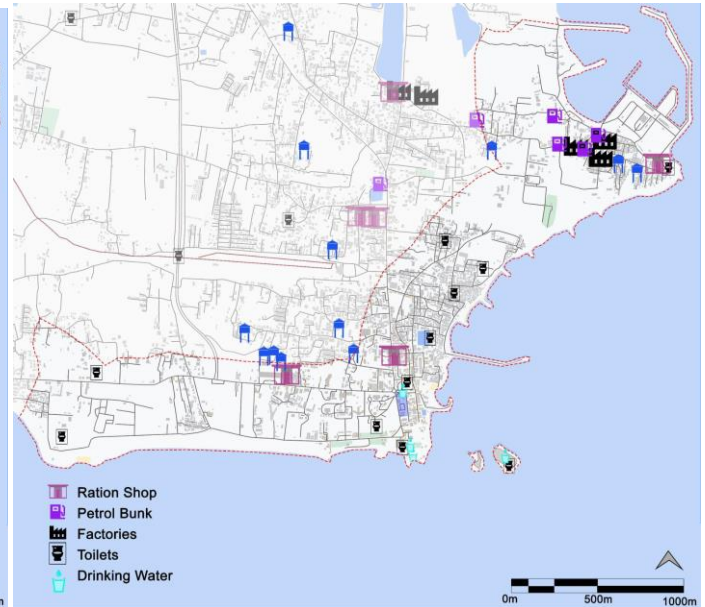 Ration Shop
Petrol Bunk
Factories
Toilets
Drinking Water
m
0m 500m 1000m